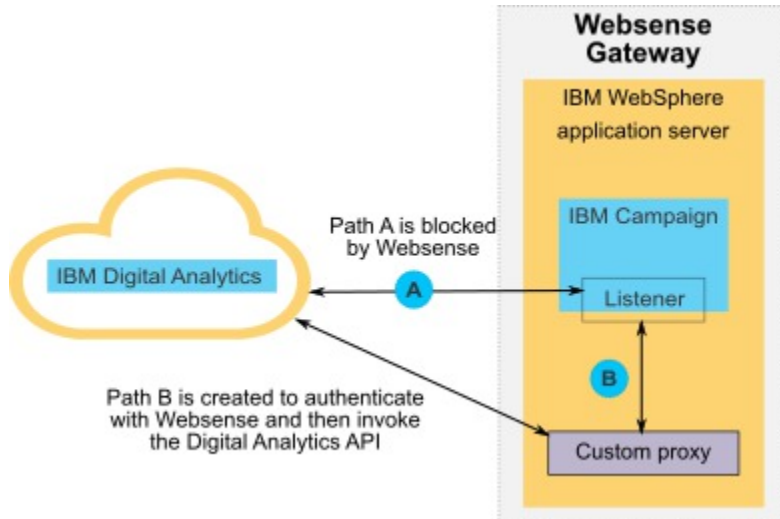 Websense
Gateway
IBM WebSphere
application server
IBM Campaign
Listener
Path A is blocked
by Websense
IBM Digital Analytics
A
B
Path B is created to authenticate
with Websense and then invoke
the Digital Analytics API
Custom proxy